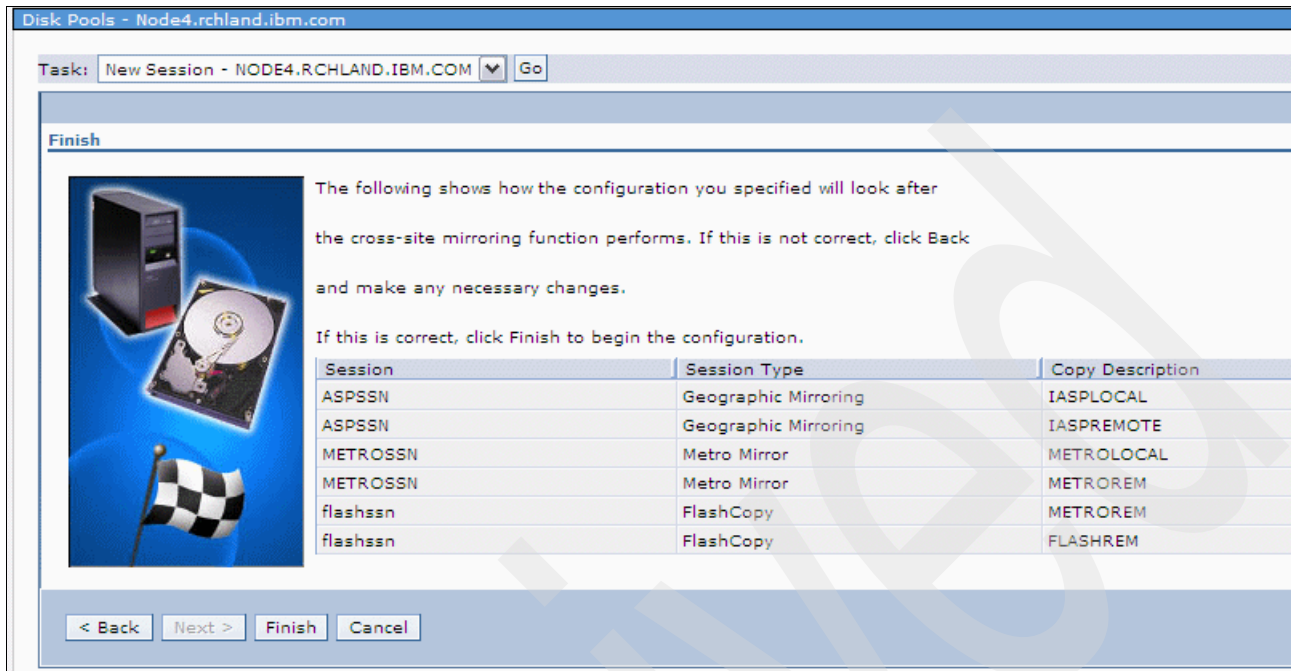 Disk Pools - Node4.rchland.ibm.com
Task: New Session - NODE4.RCHLAND.IBM.COM Go
Finish
The following shows how the configuration you specified will look after
the cross-site mirroring function performs. If this is not correct, click Back
and make any necessary changes.
If this is correct, click Finish to begin the configuration.
Session Session Type Copy Description
ASPSSN Geographic Mirroring IASPLOCAL
ASPSSN Geographic Mirroring IASPREMOTE
METROSSN Metro Mirror METROLOCAL
METROSSN Metro Mirror METROREM
flashssn FlashCopy METROREM
flashssn FlashCopy FLASHREM
< Back Next > Finish Cancel